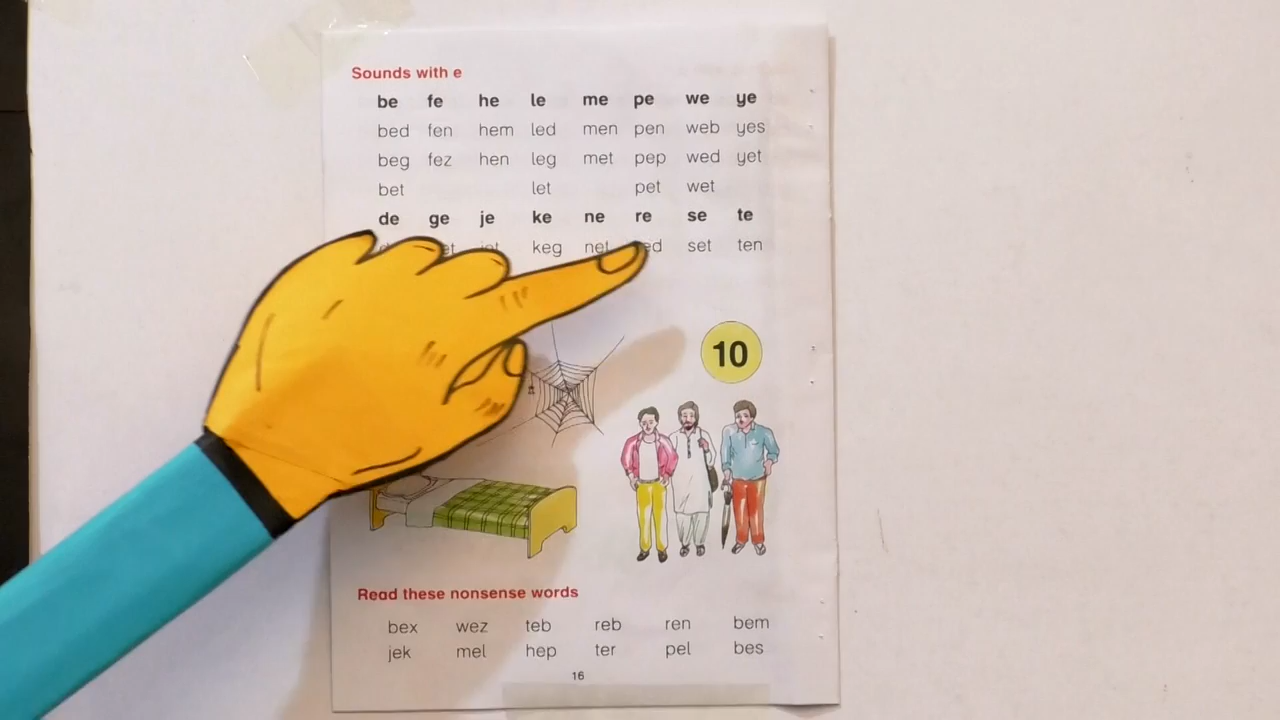 Sounds with e
be fe he le me pe we ye
bed fen hem led men pen web yes
beg fez hen leg met pep wed yet
bet let pet wet
de ge je ke ne re se te
keg net set ten
10
Read these nonsense words
bex wez teb reb ren bem
jek mel hep ter pel bes
16